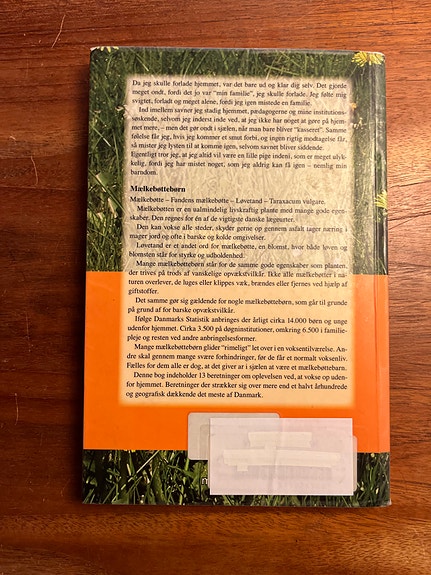 Da jeg skulle forlade hjemmet, var det bare ud og klar dig selv. Det gjorde
meget ondt, fordi det jo var "min familie", jeg skulle forlade. Jeg følte mig
svigtet, forladt og meget alene, fordi jeg igen mistede en familie.
Ind imellem savner jeg stadig hjemmet, pædagogerne og mine institutions-
søskende, selvom jeg inderst inde ved, at jeg ikke har noget at gøre på hjem-
met mere, – men det gør ondt i sjælen, når man bare bliver "kasseret". Samme
følelse får jeg, hvis jeg kommer et smut forbi, og ingen rigtig modtagelse får,
så mister jeg lysten til at komme igen, selvom savnet bliver siddende.
Egentligt tror jeg, at jeg altid vil være en lille pige indeni, som er meget ulyk-
kelig, fordi jeg har mistet noget, som jeg aldrig kan få igen – nemlig min
barndom.
Mælkebøttebørn
Mælkebøtte – Fandens mælkebøtte – Løvetand – Taraxacum vulgare.
Mælkebøtten er en ualmindelig livskraftig plante med mange gode egen-
skaber. Den regnes for én af de vigtigste danske lægeurter.
Den kan vokse alle steder, skyder gerne op gennem asfalt tager næring i
mager jord og ofte i barske og kolde omgivelser.
Løvetand er et andet ord for mælkebøtte, en blomst, hvor både løven og
blomsten står for styrke og udholdenhed.
Mange mælkebøttebørn står for de samme gode egenskaber som planten,
der trives på trods af vanskelige opvækstvilkår. Ikke alle mælkebøtter i na-
turen overlever, de luges eller klippes væk, brændes eller fjernes ved hjælp af
giftstoffer.
Det samme gør sig gældende for nogle mælkebøttebørn, som går til grunde
på grund af for barske opvækstvilkår.
Ifølge Danmarks Statistik anbringes der årligt cirka 14.000 børn og unge
udenfor hjemmet. Cirka 3.500 på døgninstitutioner, omkring 6.500 i familie-
pleje og resten ved andre anbringelsesformer.
Mange mælkebøttebørn glider "rimeligt" let over i en voksentilværelse. An-
dre skal gennem mange svære forhindringer, før de får et normalt voksenliv.
Fælles for dem alle er dog, at det giver ar i sjælen at være et mælkebøttebarn.
Denne bog indeholder 13 beretninger om oplevelsen ved, at vokse op uden-
for hjemmet. Beretninger der strækker sig over mere end et halvt århundrede
og geografisk dækkende det meste af Danmark.